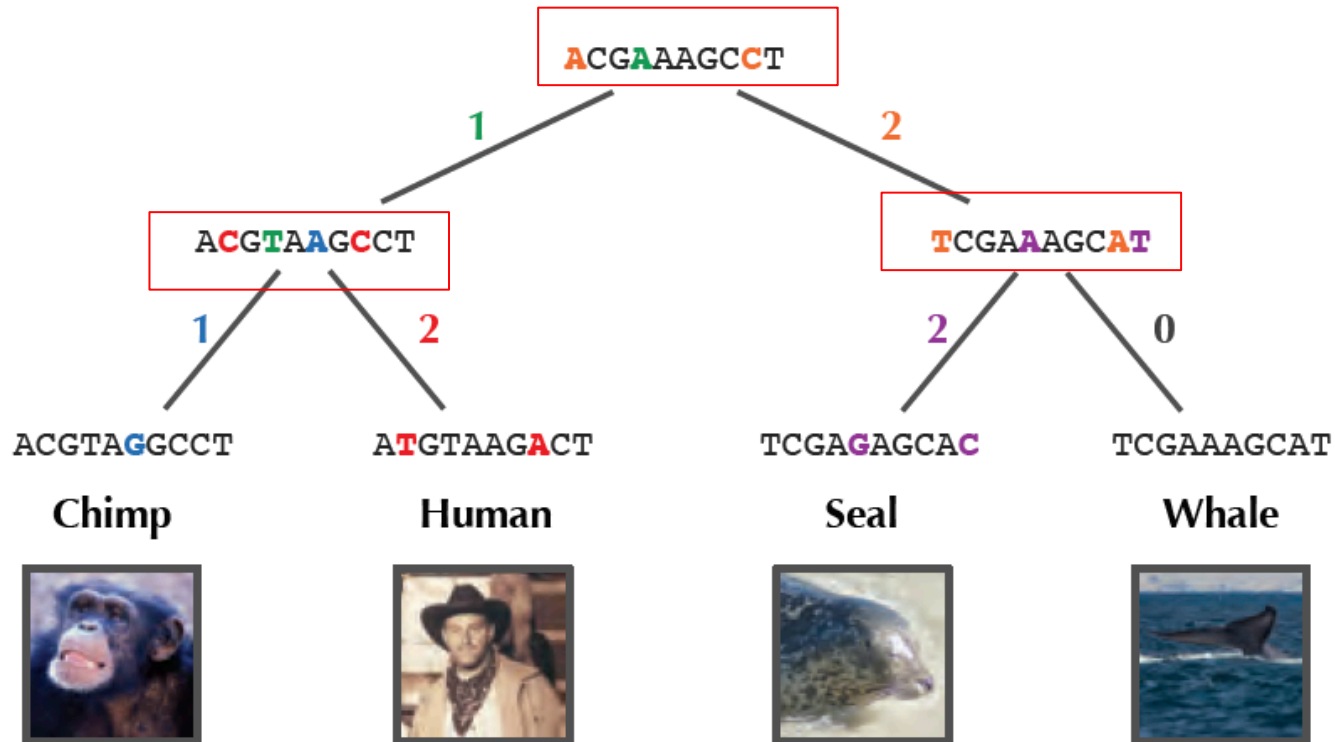 ACGAAAGCCT
1 2
ACGTAAGCCT TCGAAAGCAT
1 2 2 0
ACGTAGGCCT ATGTAAGACT TCGAGAGCAC TCGAAAGCAT
Chimp Human Seal Whale